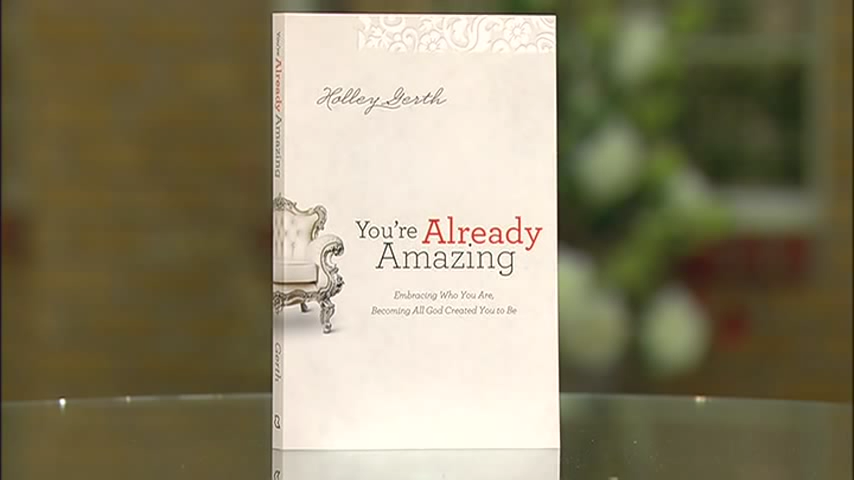 Holley Gerth
You're Already
Amazing
Embracing Who You Are,
Becoming All God Created You to Be
You're Already Amazing
Gerth